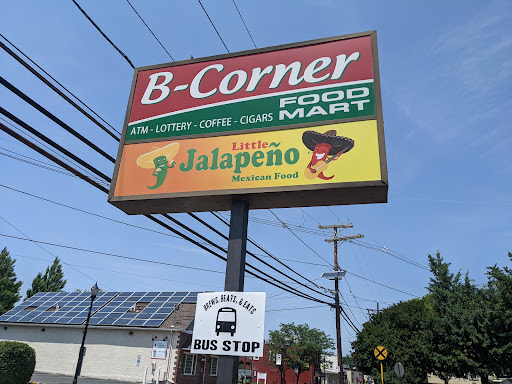 B-Corner
FOOD
MART
ATM - LOTTERY - COFFEE - CIGARS
Little
Jalapeño
Mexican Food
BREWS, BEATS, & EATS
BUS STOP